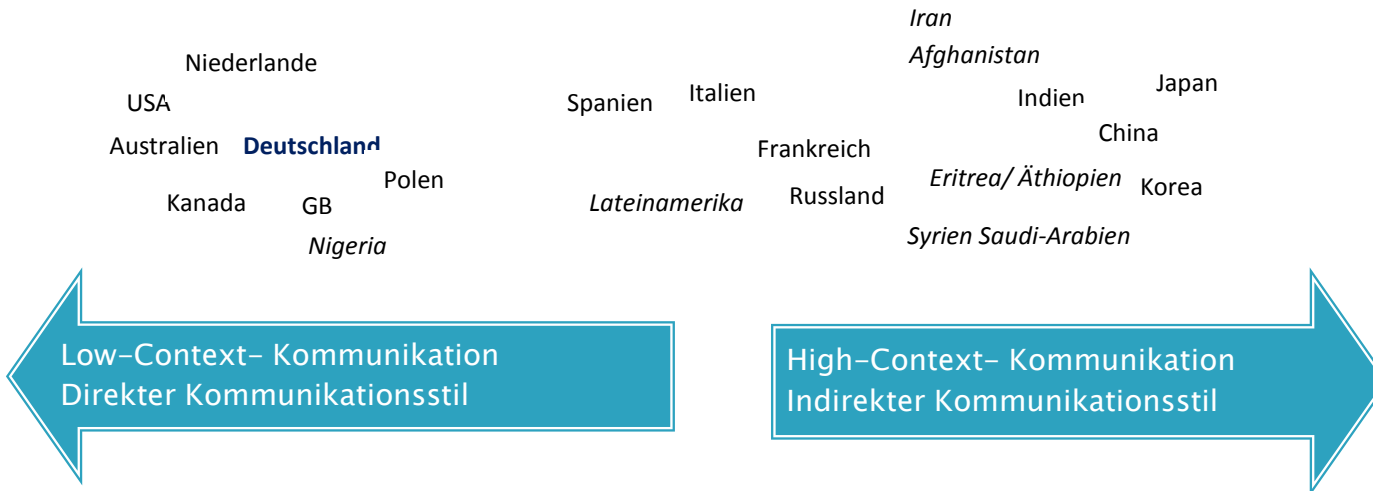 Iran
Afghanistan
Niederlande
Japan
USA
Spanien
Italien
Indien
China
Australien Deutschland
Frankreich
Polen
Eritrea/ Äthiopien
Korea
Kanada
GB
Lateinamerika
Russland
Nigeria
Syrien Saudi-Arabien
Low-Context- Kommunikation
Direkter Kommunikationsstil
High-Context- Kommunikation
Indirekter Kommunikationsstil